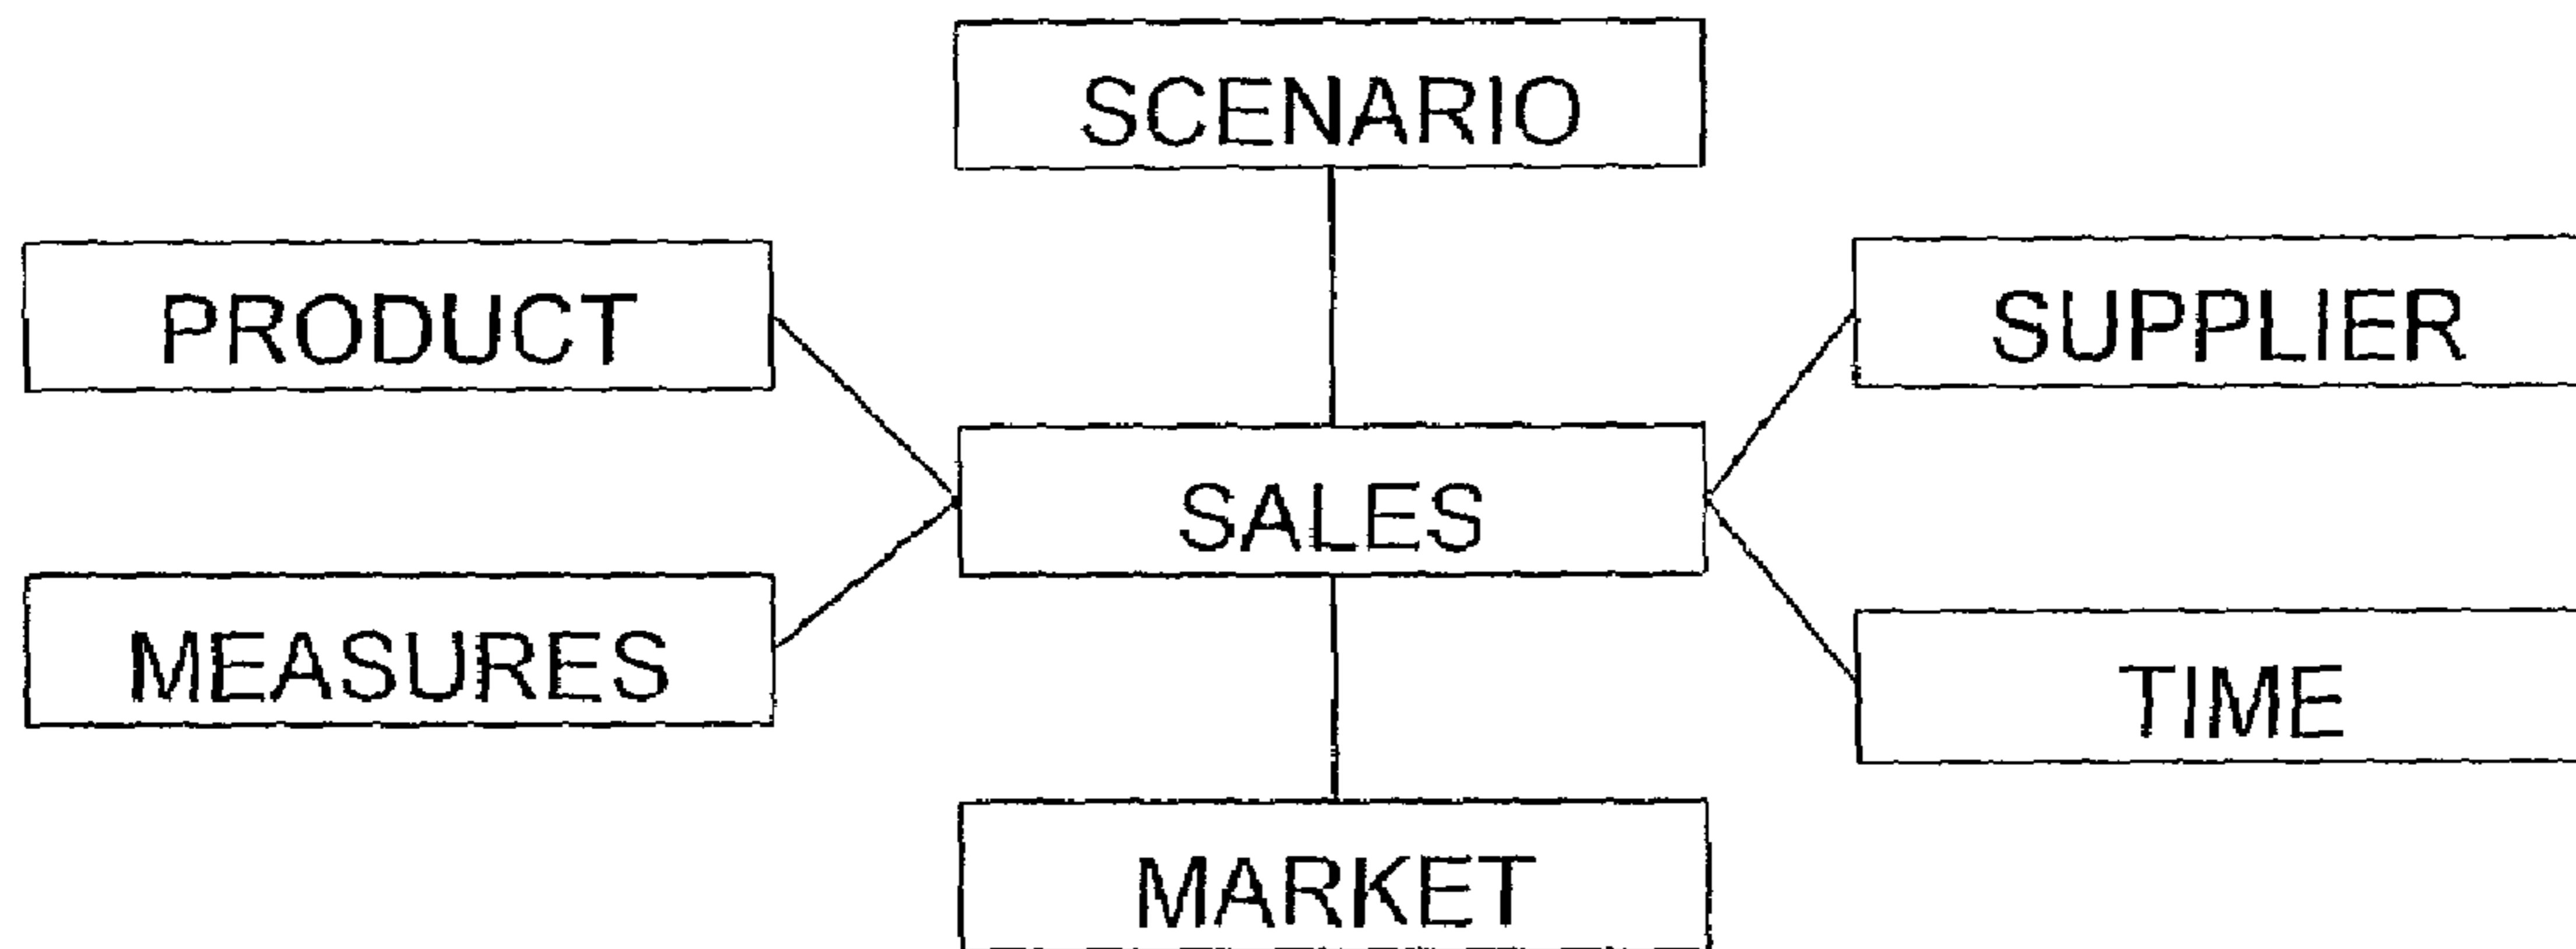 SCENARIO
PRODUCT
SUPPLIER
SALES
MEASURES
TIME
MARKET